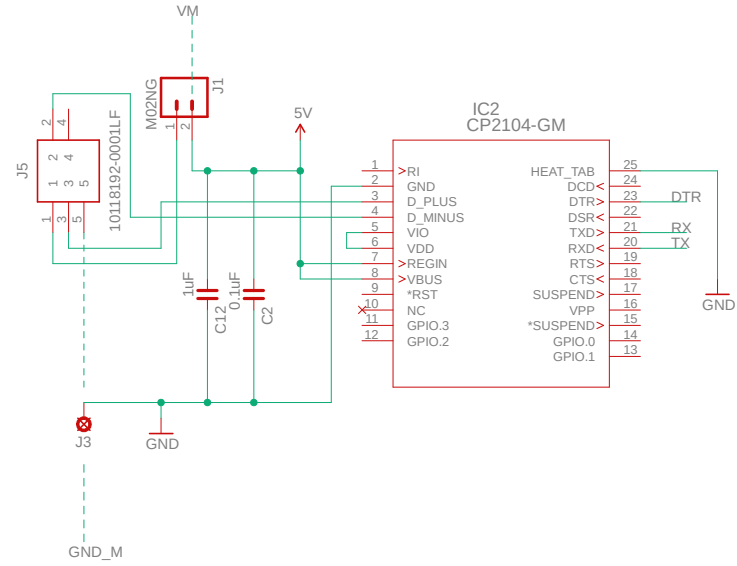 VM
M02NG
J1
1
2
5V
2
4
J5
2 4
1 3 5
10118192-0001LF
1
3
5
IC2
CP2104-GM
1
RI
2
GND
3
D_PLUS
4
D_MINUS
5
VIO
6
VDD
7
REGIN
8
VBUS
9
*RST
10
NC
11
GPIO.3
12
GPIO.2
25
HEAT_TAB
24
DCD
23
DTR
DTR
22
DSR
21
TXD
RX
20
RXD
TX
19
RTS
18
CTS
17
SUSPEND
16
VPP
15
*SUSPEND
14
GPIO.0
13
GPIO.1
GND
1uF
C12
0.1uF
C2
J3
GND
GND_M